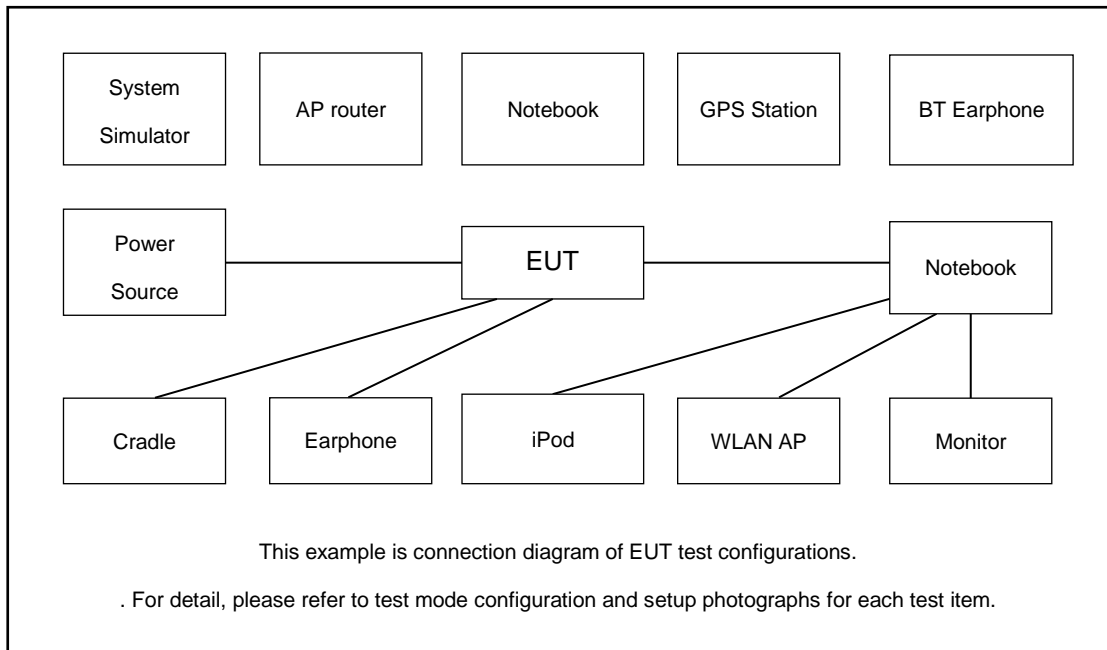 System
Simulator
AP router
Notebook
GPS Station
BT Earphone
Power
Source
EUT
Notebook
Cradle
Earphone
iPod
WLAN AP
Monitor
This example is connection diagram of EUT test configurations.
. For detail, please refer to test mode configuration and setup photographs for each test item.